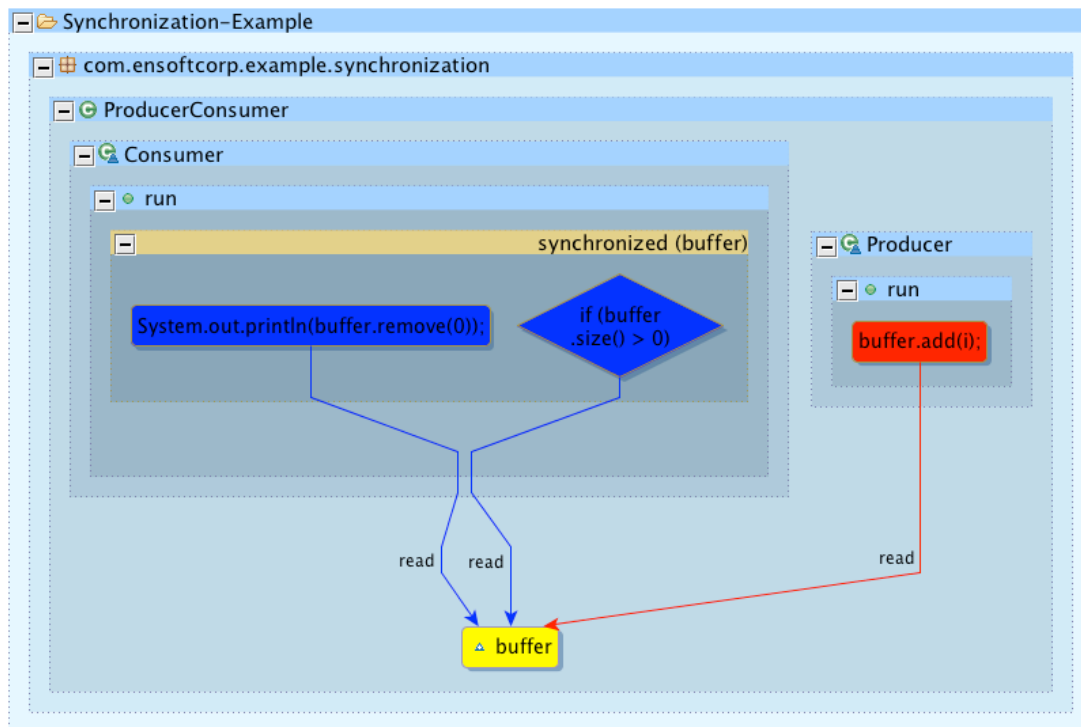 Synchronization-Example
com.ensoftcorp.example.synchronization
ProducerConsumer
Consumer
run
synchronized (buffer)
System.out.println(buffer.remove(0));
if (buffer
.size() > 0)
Producer
run
buffer.add(i);
read
read
read
buffer